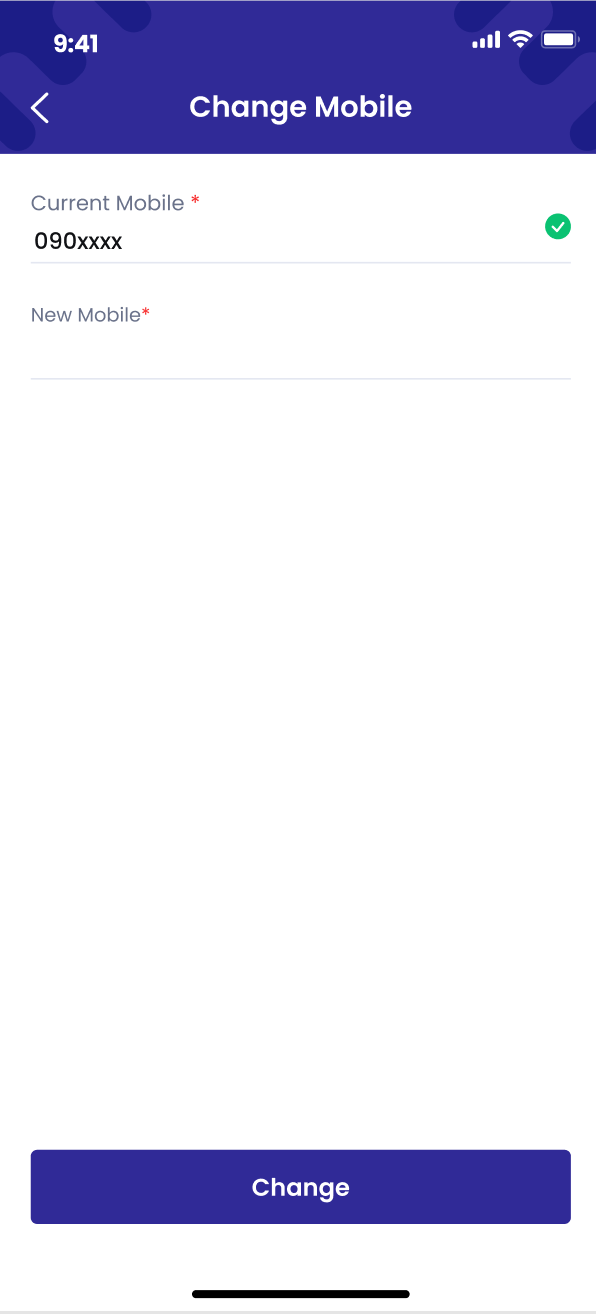 9:41
Change Mobile
Current Mobile *
090xxxx
New Mobile*
Change